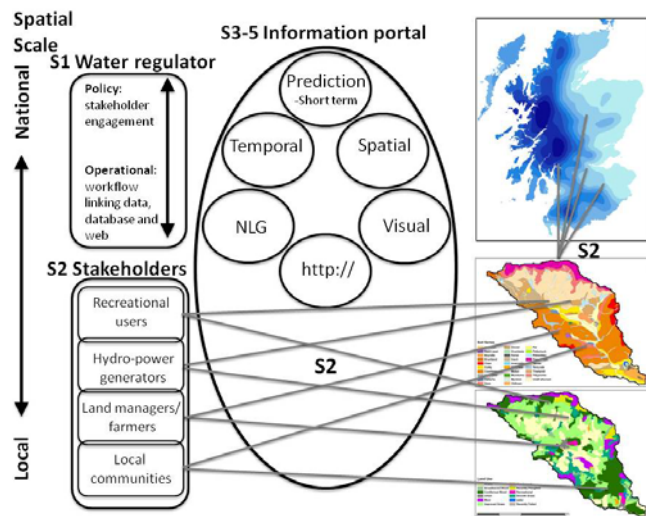 Spatial
Scale
S3-5 Information portal
S1 Water regulator
National
Policy:
stakeholder
engagement
Operational:
workflow
linking data,
database and
web
Prediction
-Short term
Temporal
Spatial
NLG
Visual
http://
S2
S2 Stakeholders
Recreational
users
Hydro-power
generators
Land managers/
farmers
Local
communities
Local
S2